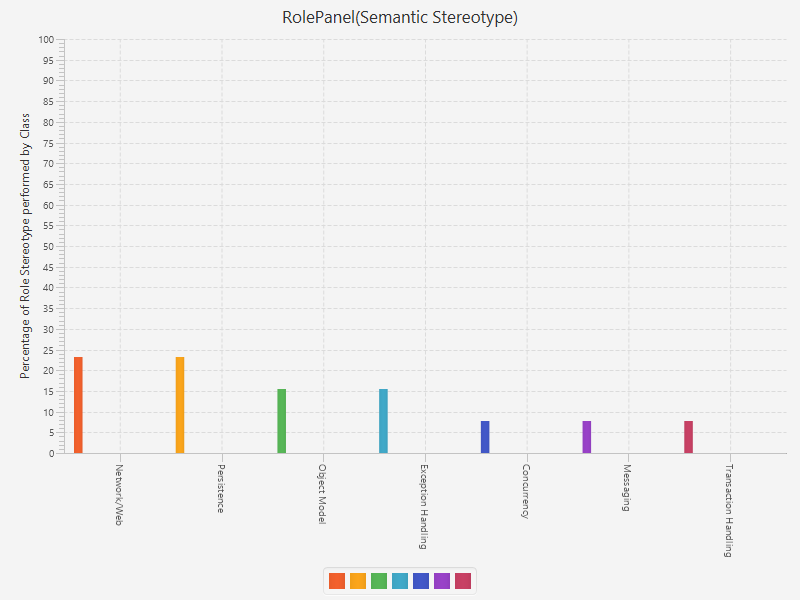 RolePanel(Semantic Stereotype)
Percentage of Role Stereotype performed by Class
100
95
90
85
80
75
70
65
60
55
50
45
40
35
30
25
20
15
10
5
0
Network/Web
Persistence
Object Model
Exception Handling
Concurrency
Messaging
Transaction Handling